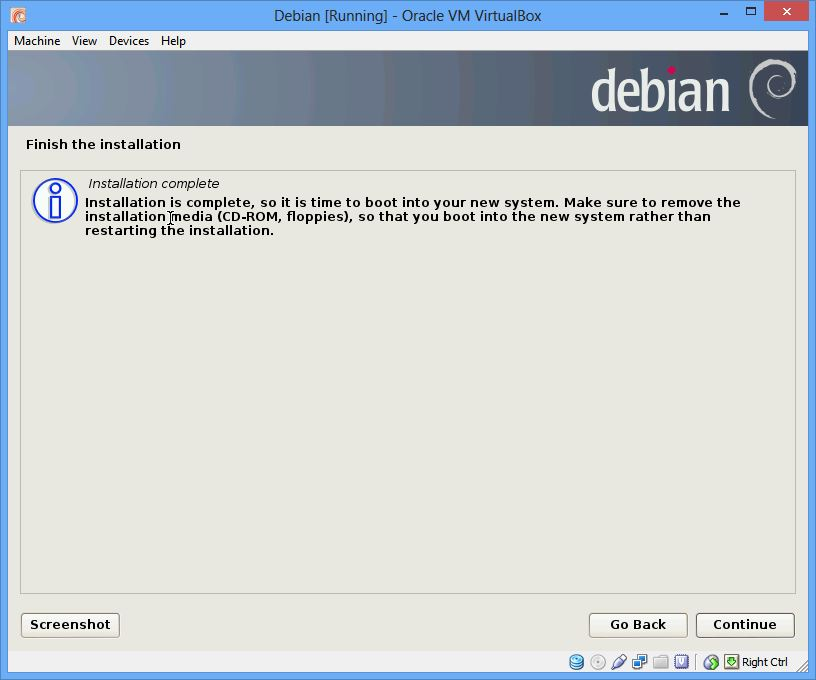 Debian [Running] - Oracle VM VirtualBox
Machine View Devices Help
debian
Finish the installation
Installation complete
Installation is complete, so it is time to boot into your new system. Make sure to remove the
installation media (CD-ROM, floppies), so that you boot into the new system rather than
restarting the installation.
Screenshot Go Back Continue
Right Ctrl